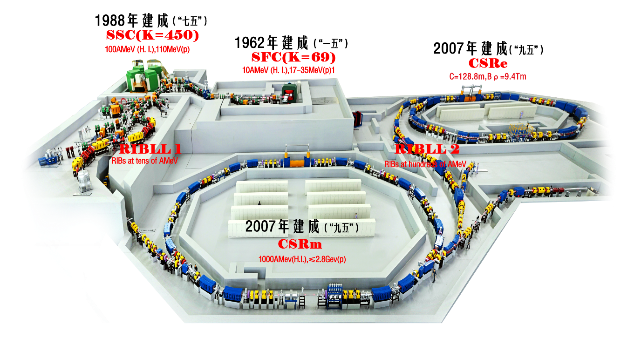 1988年建成(“七五”)
SSC(K=450)
100AMeV (H. I.),110MeV(p)
1962年建成(“一五”)
SFC(K=69)
10AMeV (H. I.),17~35MeV(p)1
2007年建成(“九五”)
CSRe
C=128.8m,Bρ=9.4Tm
RIBLL 1
RIBs at tens of AMeV
RIBLL 2
RIBs at hundreds of AMeV
2007年建成(“九五”)
CSRm
1000AMev(H.I.),≤2.8Gev(p)